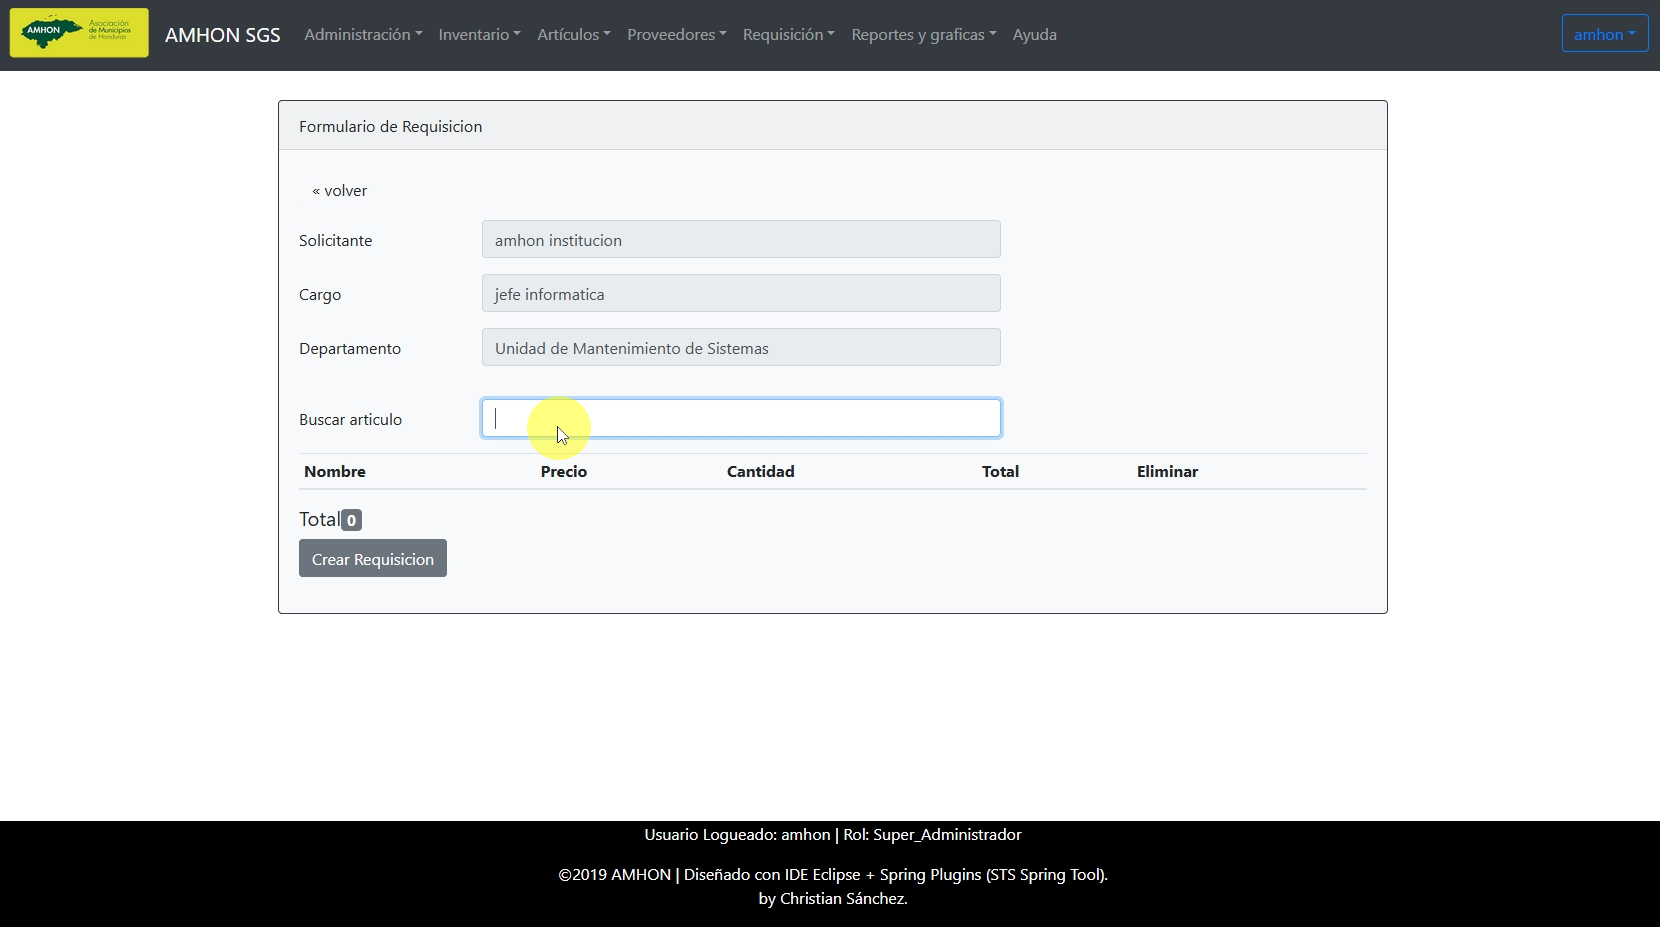 AMHON
Asociación
de Municipios
de Honduras
AMHON SGS Administración Inventario Artículos Proveedores Requisición Reportes y graficas Ayuda amhon
Formulario de Requisicion
« volver
Solicitante amhon institucion
Cargo jefe informatica
Departamento Unidad de Mantenimiento de Sistemas
Buscar articulo
Nombre Precio Cantidad Total Eliminar
Total 0
Crear Requisicion
Usuario Logueado: amhon | Rol: Super_Administrador
©2019 AMHON | Diseñado con IDE Eclipse + Spring Plugins (STS Spring Tool).
by Christian Sánchez.